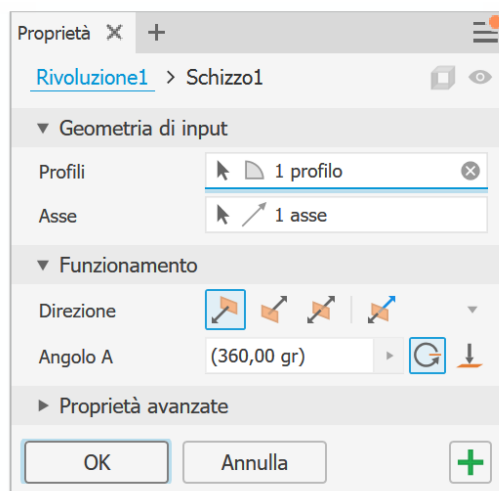 Proprietà
Rivoluzione1 > Schizzo1
Geometria di input
Profili 1 profilo
Asse 1 asse
Funzionamento
Direzione
Angolo A (360,00 gr)
Proprietà avanzate
OK Annulla